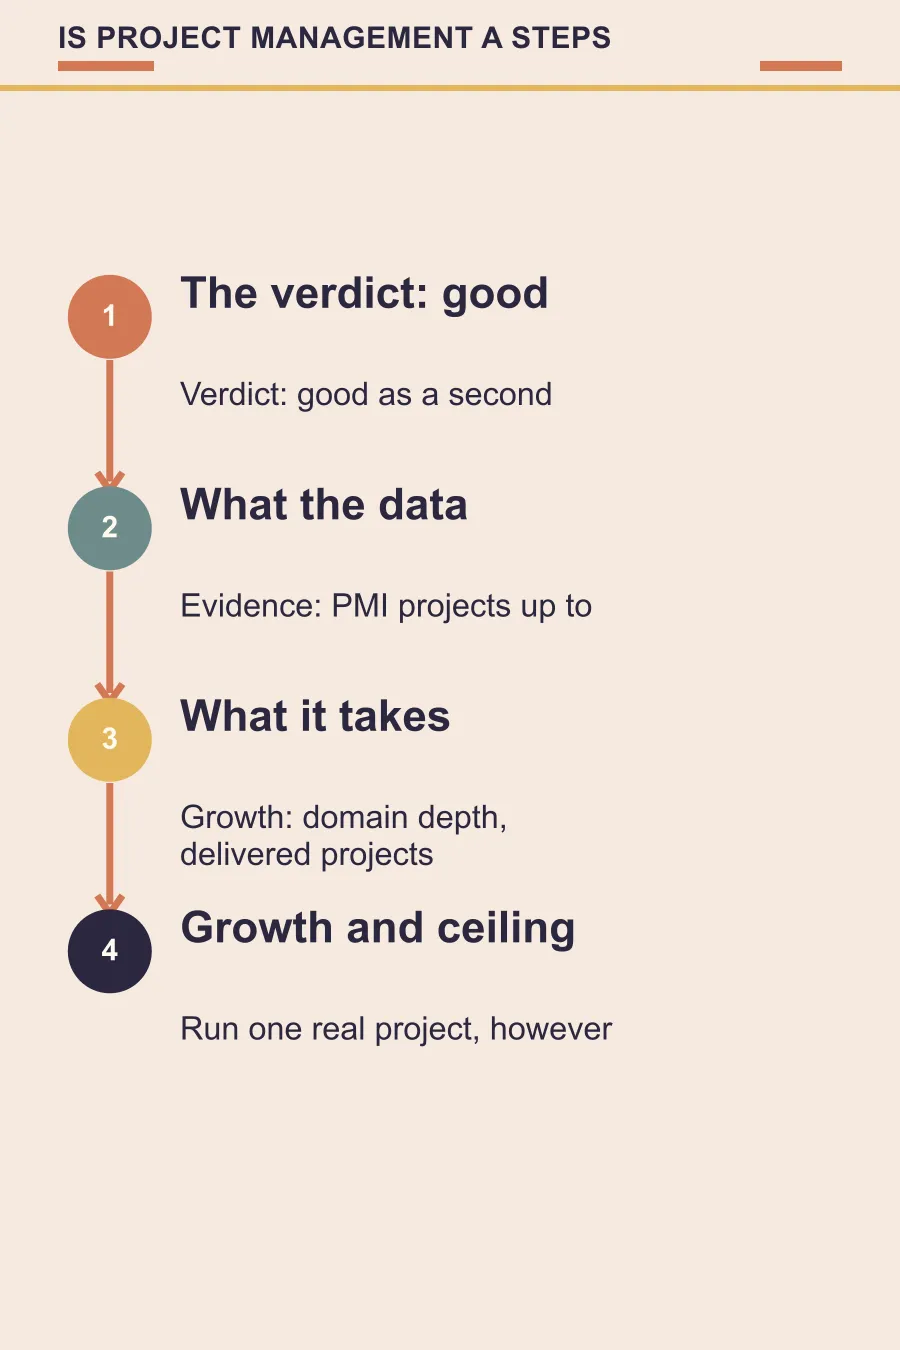 IS PROJECT MANAGEMENT A STEPS
1
The verdict: good
Verdict: good as a second
2
What the data
Evidence: PMI projects up to
3
What it takes
Growth: domain depth,
delivered projects
4
Growth and ceiling
Run one real project, however